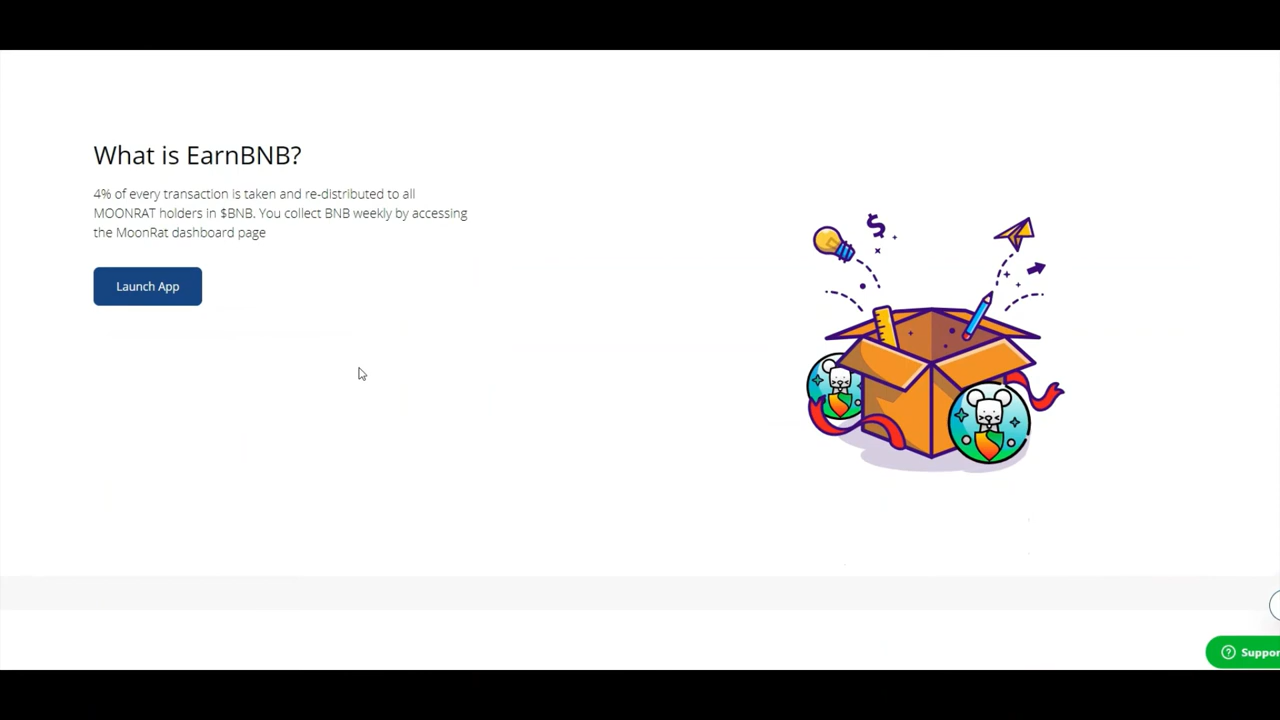 What is EarnBNB?
4% of every transaction is taken and re-distributed to all
MOONRAT holders in $BNB. You collect BNB weekly by accessing
the MoonRat dashboard page
Launch App
Suppor